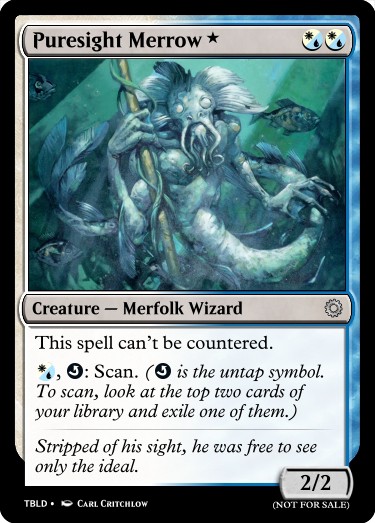 Puresight Merrow ★
Creature — Merfolk Wizard
This spell can't be countered.
, : Scan. ( is the untap symbol.
To scan, look at the top two cards of
your library and exile one of them.)
Stripped of his sight, he was free to see
only the ideal.
2/2
TBLD • Carl Critchlow
(NOT FOR SALE)